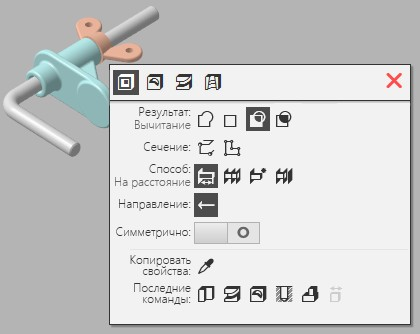 Результат:
Вычитание
Сечение:
Способ:
На расстояние
Направление:
Симметрично:
Копировать
свойства:
Последние
команды: